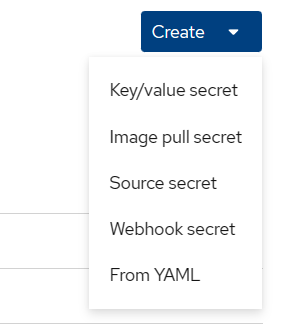 Create
Key/value secret
Image pull secret
Source secret
Webhook secret
From YAML